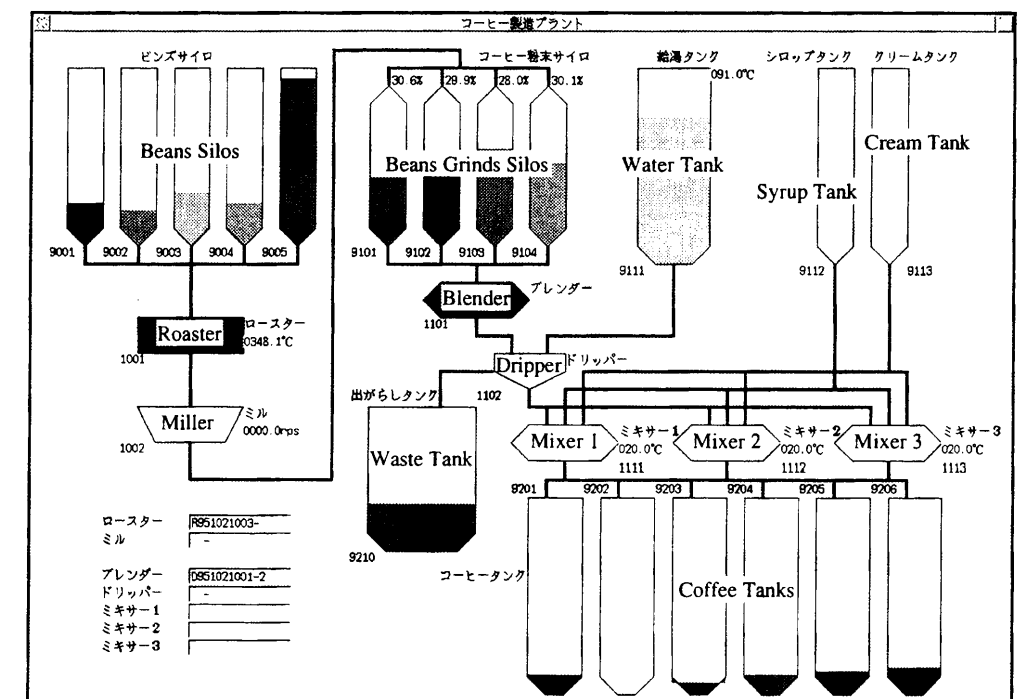 コーヒー製造プラント
ビンズサイロ
コーヒー粉末サイロ
給湯タンク
シロップタンク
クリームタンク
30.6%
29.9%
28.0%
30.1%
091.0℃
Beans Silos
Beans Grinds Silos
Water Tank
Syrup Tank
Cream Tank
9001
9002
9003
9004
9005
9101
9102
9103
9104
9111
9112
9113
Blender
ブレンダー
1101
Roaster
ロースター
0348.1℃
1001
Dripper
ドリッパー
1102
Miller
ミル
0000.0rps
1002
出がらしタンク
Waste Tank
9210
Mixer 1
ミキサー1
020.0℃
1111
Mixer 2
ミキサー2
020.0℃
1112
Mixer 3
ミキサー3
020.0℃
1113
9201
9202
9203
9204
9205
9206
コーヒータンク
Coffee Tanks
ロースター R951021003-
ミル -
ブレンダー D951021001-2
ドリッパー -
ミキサー1
ミキサー2
ミキサー3